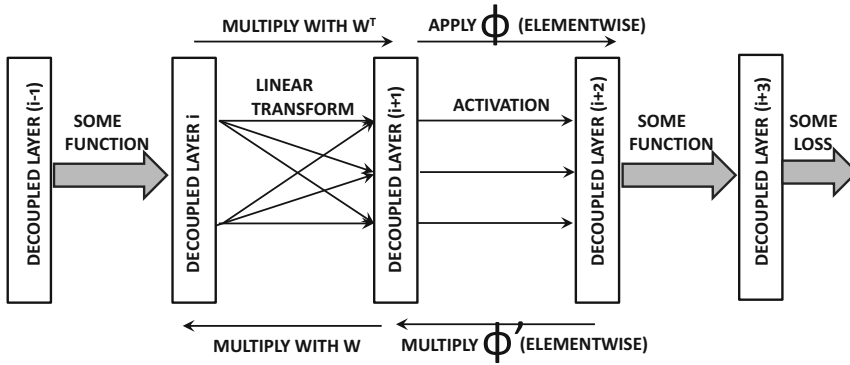 MULTIPLY WITH Wᵀ
APPLY ϕ (ELEMENTWISE)
DECOUPLED LAYER (i-1)
SOME
FUNCTION
DECOUPLED LAYER i
LINEAR
TRANSFORM
DECOUPLED LAYER (i+1)
ACTIVATION
DECOUPLED LAYER (i+2)
SOME
FUNCTION
DECOUPLED LAYER (i+3)
SOME
LOSS
MULTIPLY WITH W
MULTIPLY ϕ′ (ELEMENTWISE)